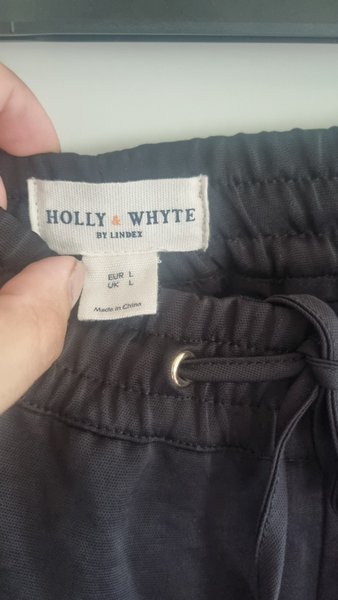 HOLLY & WHYTE
BY LINDEX
EUR L
UK L
Made in China